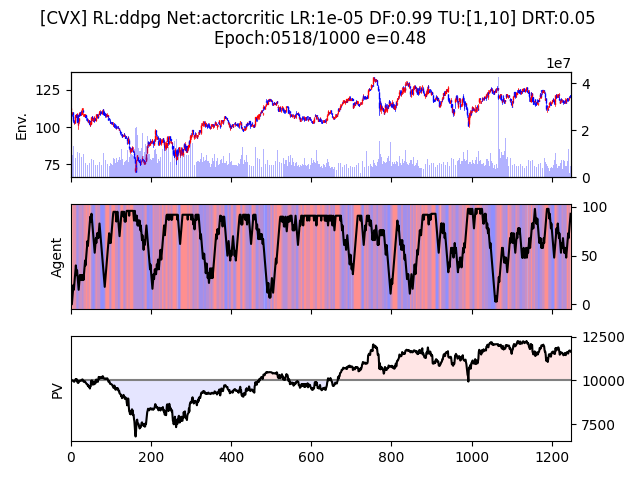 [CVX] RL:ddpg Net:actorcritic LR:1e-05 DF:0.99 TU:[1,10] DRT:0.05
Epoch:0518/1000 e=0.48
1e7
Env.
125
100
75
4
2
0
Agent
100
50
0
PV
12500
10000
7500
0 200 400 600 800 1000 1200